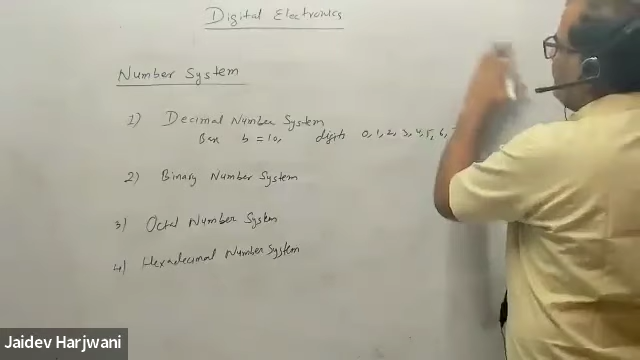 Digital Electronics
Number System
1) Decimal Number System
Base b = 10, digits 0, 1, 2, 3, 4, 5, 6,
2) Binary Number System
3) Octal Number System
4) Hexadecimal Number System
Jaidev Harjwani